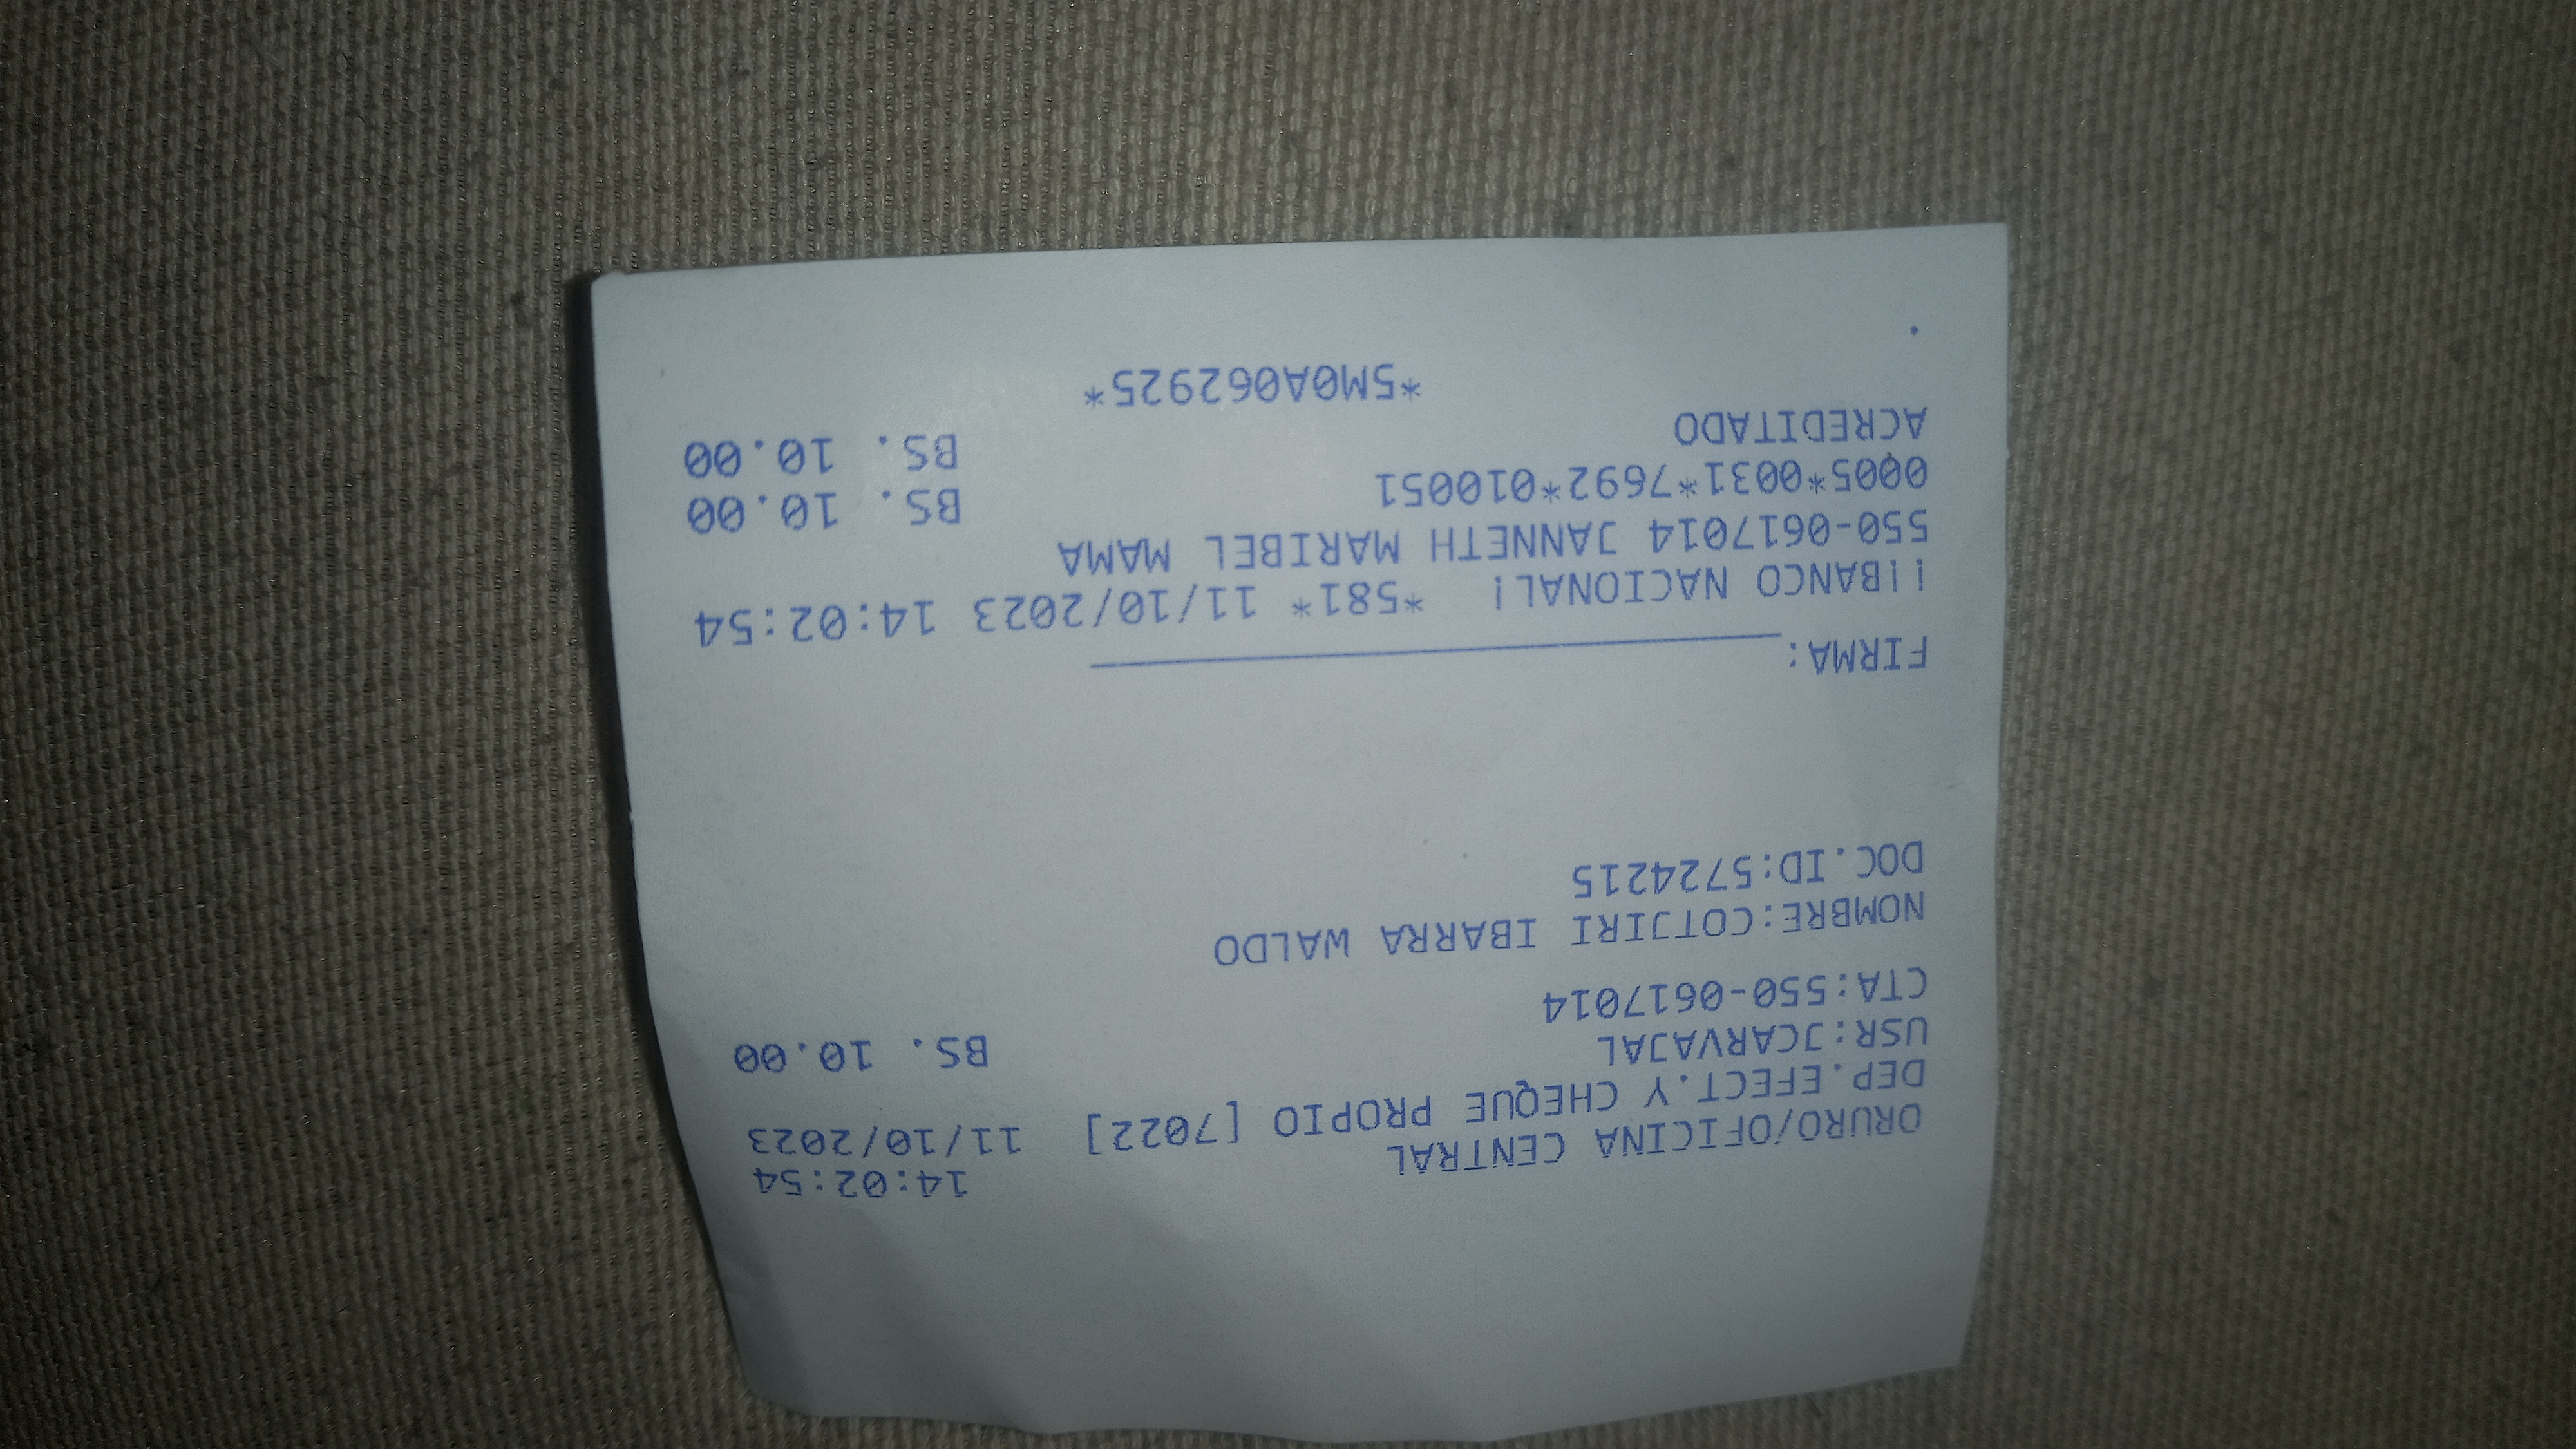 14:02:54
ORURO/OFICINA CENTRAL 11/10/2023
DEP.EFECT.Y CHEQUE PROPIO [7022]
USR:JCARVAJAL BS. 10.00
CTA:550-0617014
NOMBRE:COTJIRI IBARRA WALDO
DOC.ID:5724215
FIRMA:
!!BANCO NACIONAL! *581* 11/10/2023 14:02:54
550-0617014 JANNETH MARIBEL MAMA
0005*0031*7692*010051 BS. 10.00
ACREDITADO BS. 10.00
*5M0A062925*
.